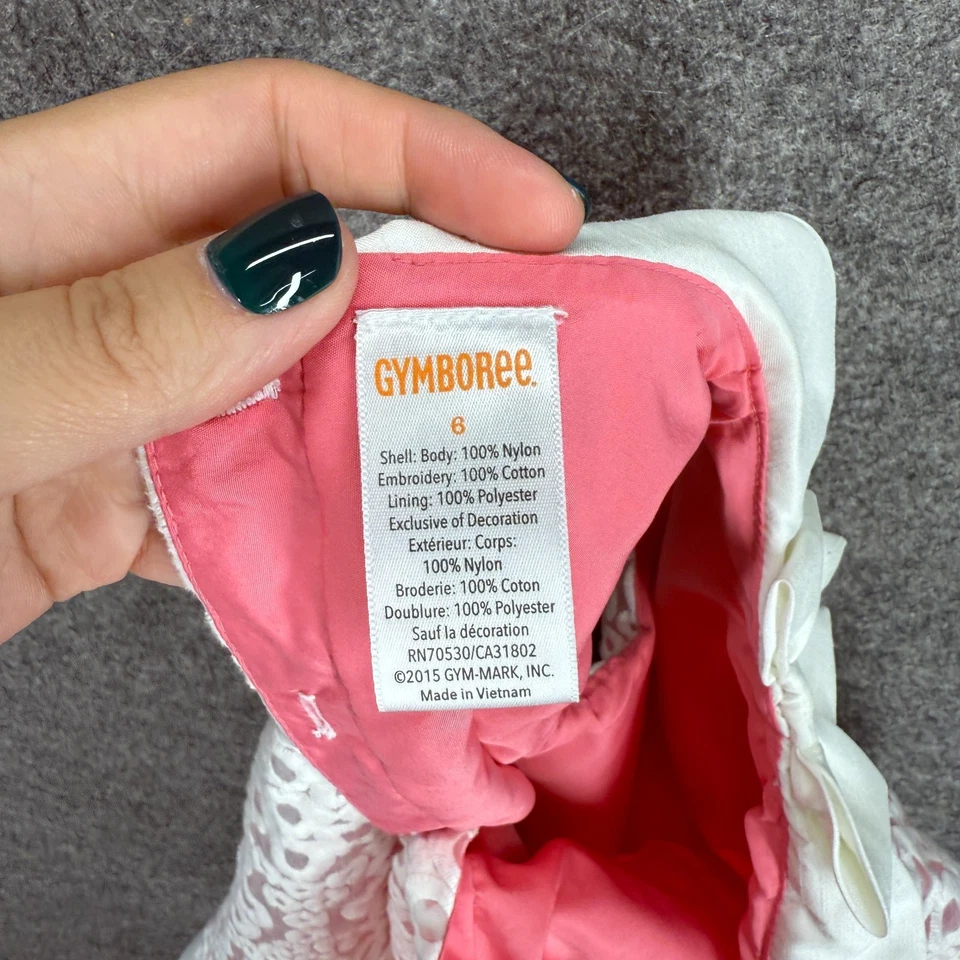 GYMBOREE.
6
Shell: Body: 100% Nylon
Embroidery: 100% Cotton
Lining: 100% Polyester
Exclusive of Decoration
Extérieur: Corps:
100% Nylon
Broderie: 100% Coton
Doublure: 100% Polyester
Sauf la décoration
RN70530/CA31802
©2015 GYM-MARK, INC.
Made in Vietnam